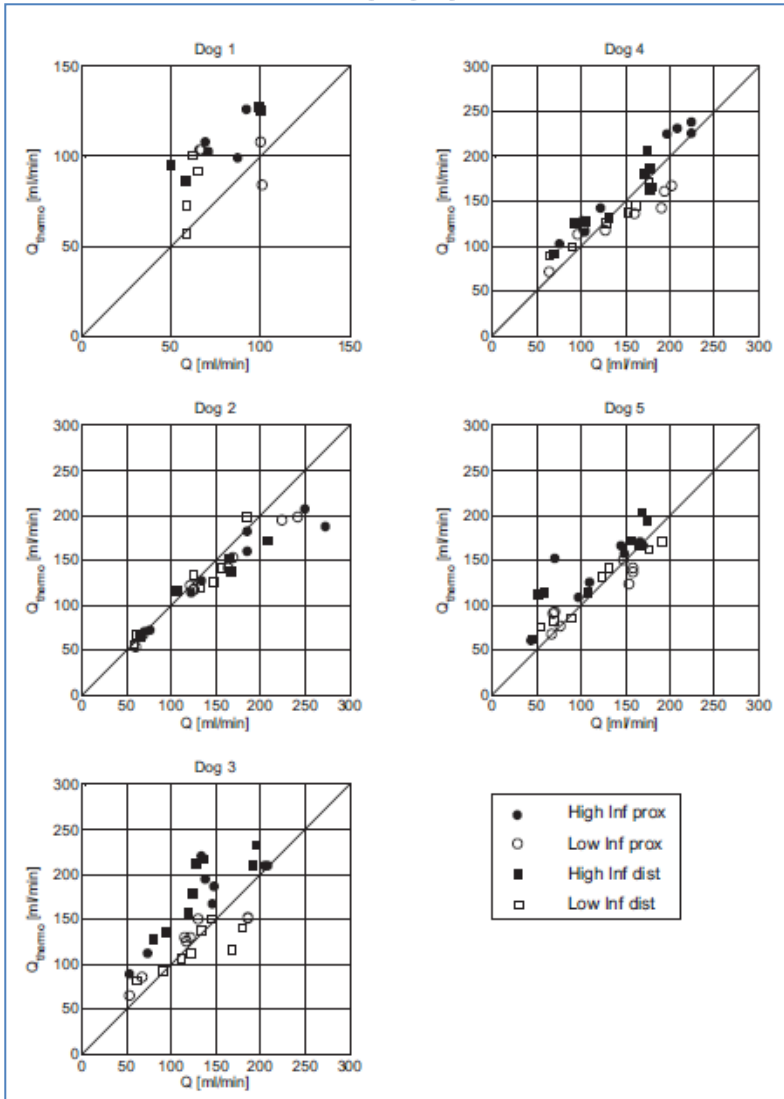 Dog 1
150
100
50
0
Q_thermo [ml/min]
0 50 100 150
Q [ml/min]
Dog 4
300
250
200
150
100
50
0
Q_thermo [ml/min]
0 50 100 150 200 250 300
Q [ml/min]
Dog 2
300
250
200
150
100
50
0
Q_thermo [ml/min]
0 50 100 150 200 250 300
Q [ml/min]
Dog 5
300
250
200
150
100
50
0
Q_thermo [ml/min]
0 50 100 150 200 250 300
Q [ml/min]
Dog 3
300
250
200
150
100
50
0
Q_thermo [ml/min]
0 50 100 150 200 250 300
Q [ml/min]
High Inf prox
Low Inf prox
High Inf dist
Low Inf dist